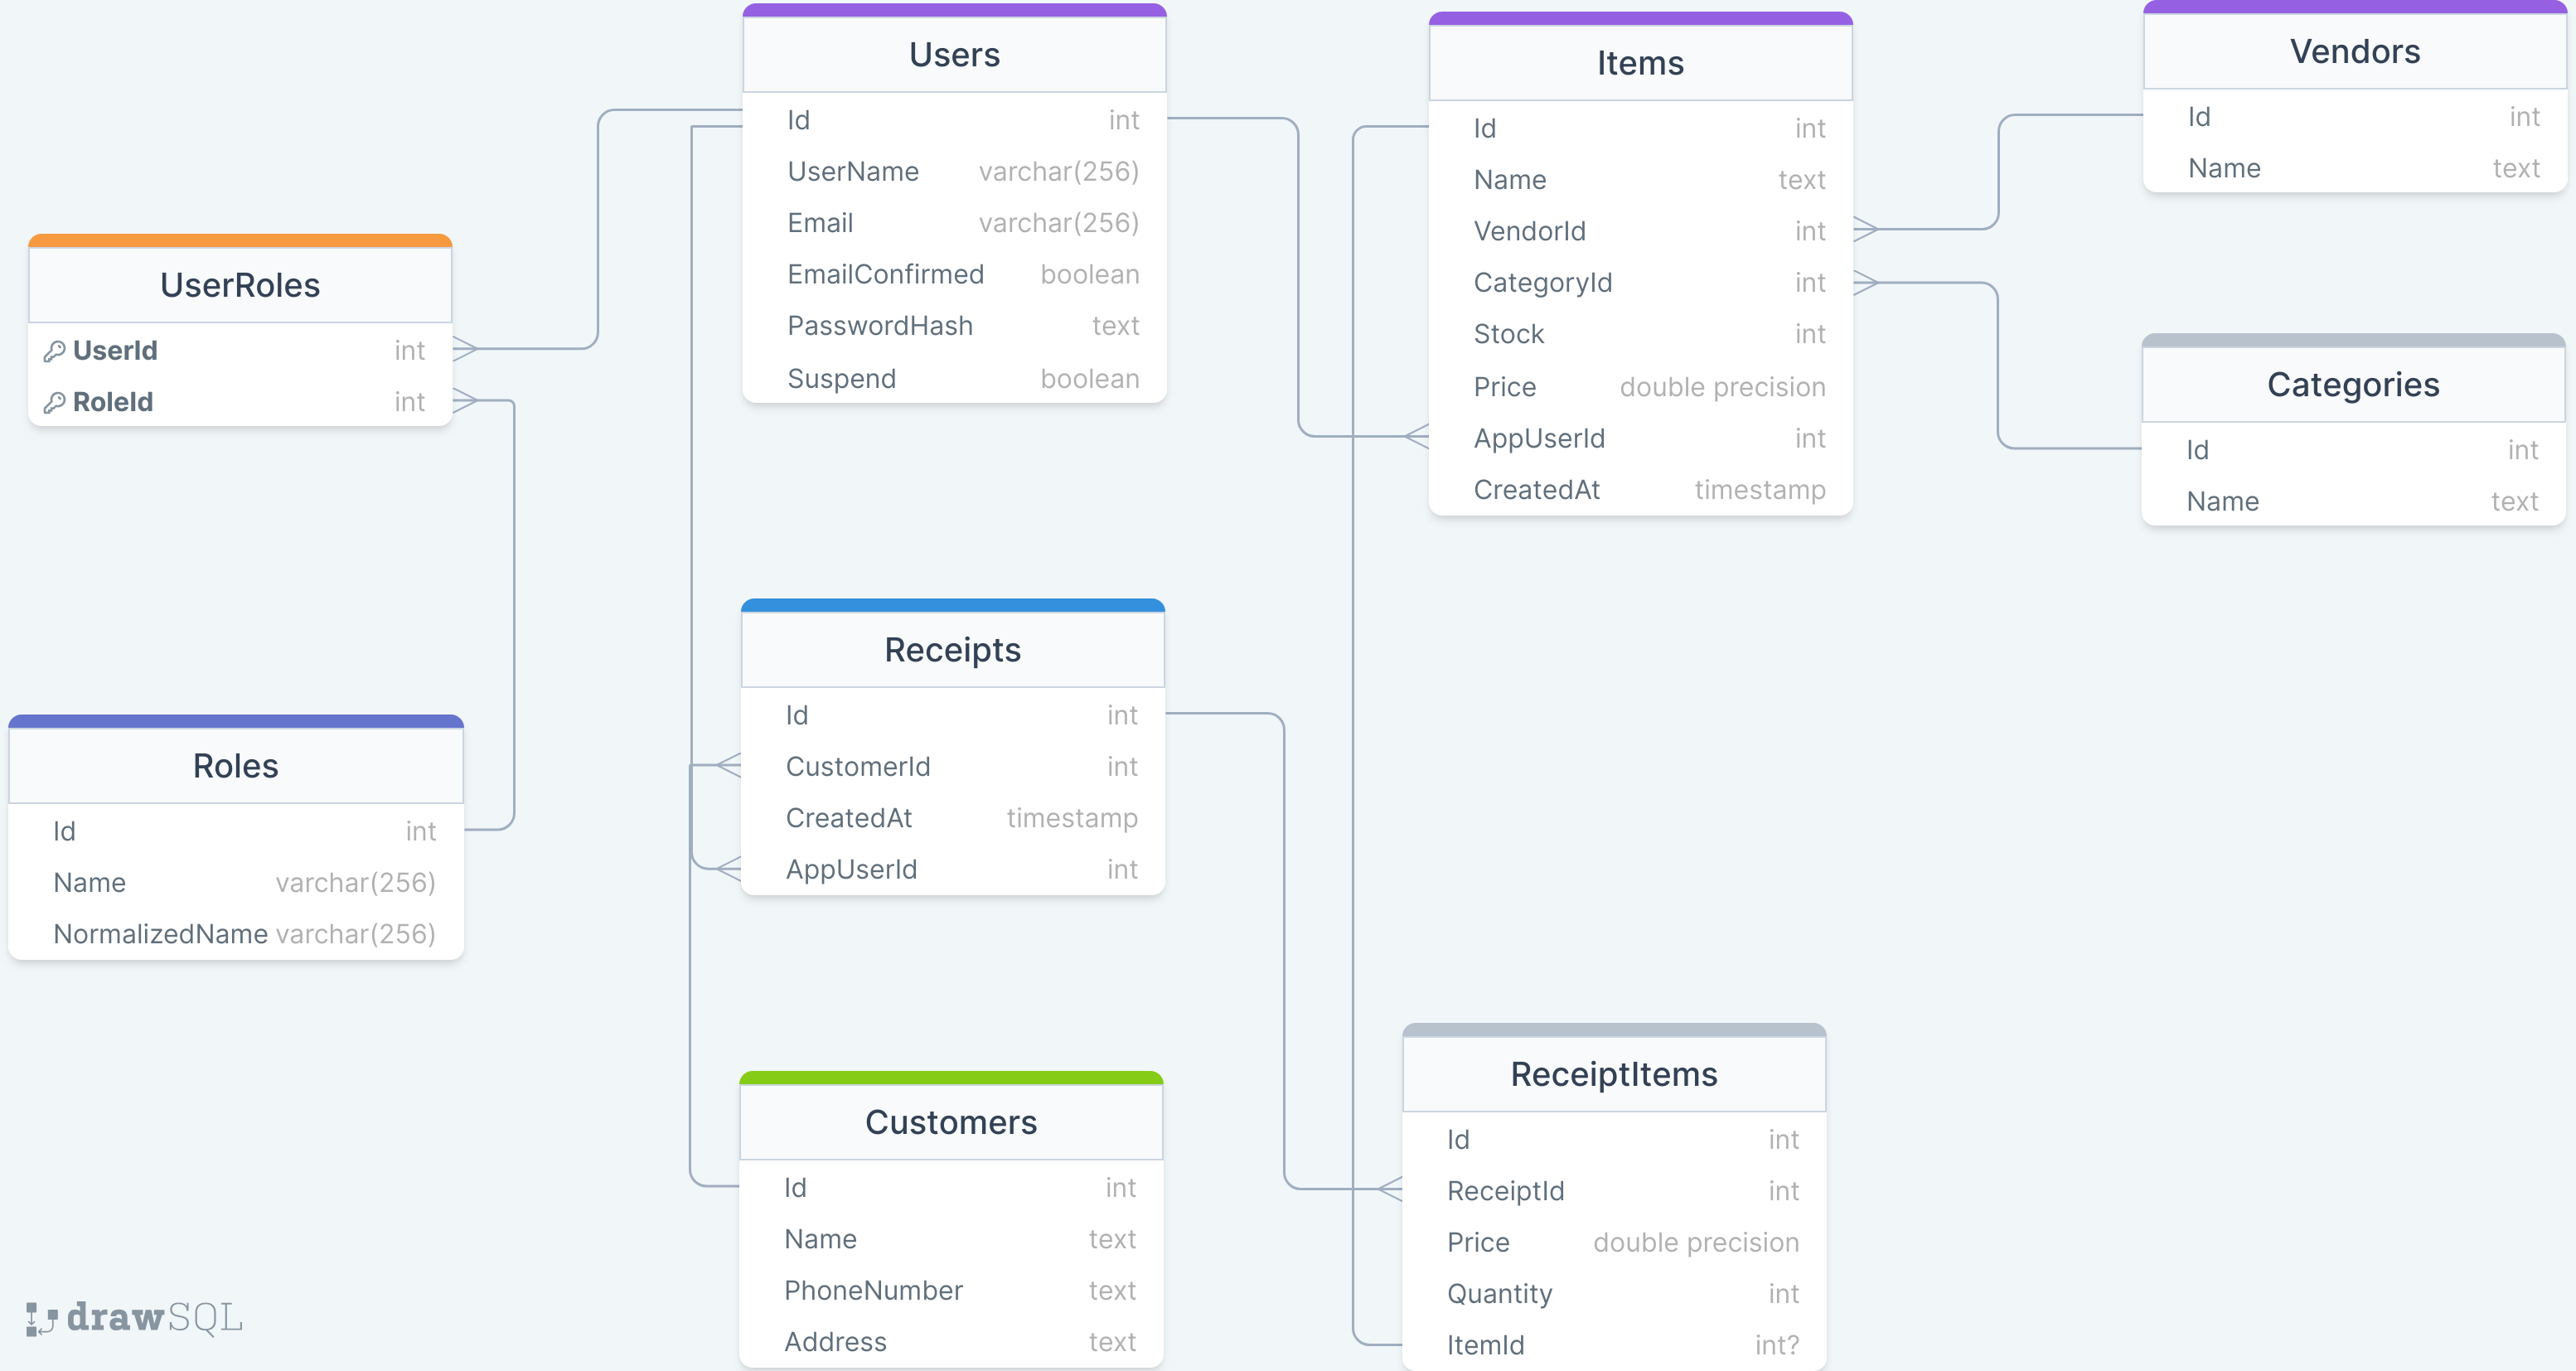 Users
Id int
UserName varchar(256)
Email varchar(256)
EmailConfirmed boolean
PasswordHash text
Suspend boolean
Items
Id int
Name text
VendorId int
CategoryId int
Stock int
Price double precision
AppUserId int
CreatedAt timestamp
Vendors
Id int
Name text
UserRoles
UserId int
RoleId int
Categories
Id int
Name text
Receipts
Id int
CustomerId int
CreatedAt timestamp
AppUserId int
Roles
Id int
Name varchar(256)
NormalizedName varchar(256)
Customers
Id int
Name text
PhoneNumber text
Address text
ReceiptItems
Id int
ReceiptId int
Price double precision
Quantity int
ItemId int?
drawSQL